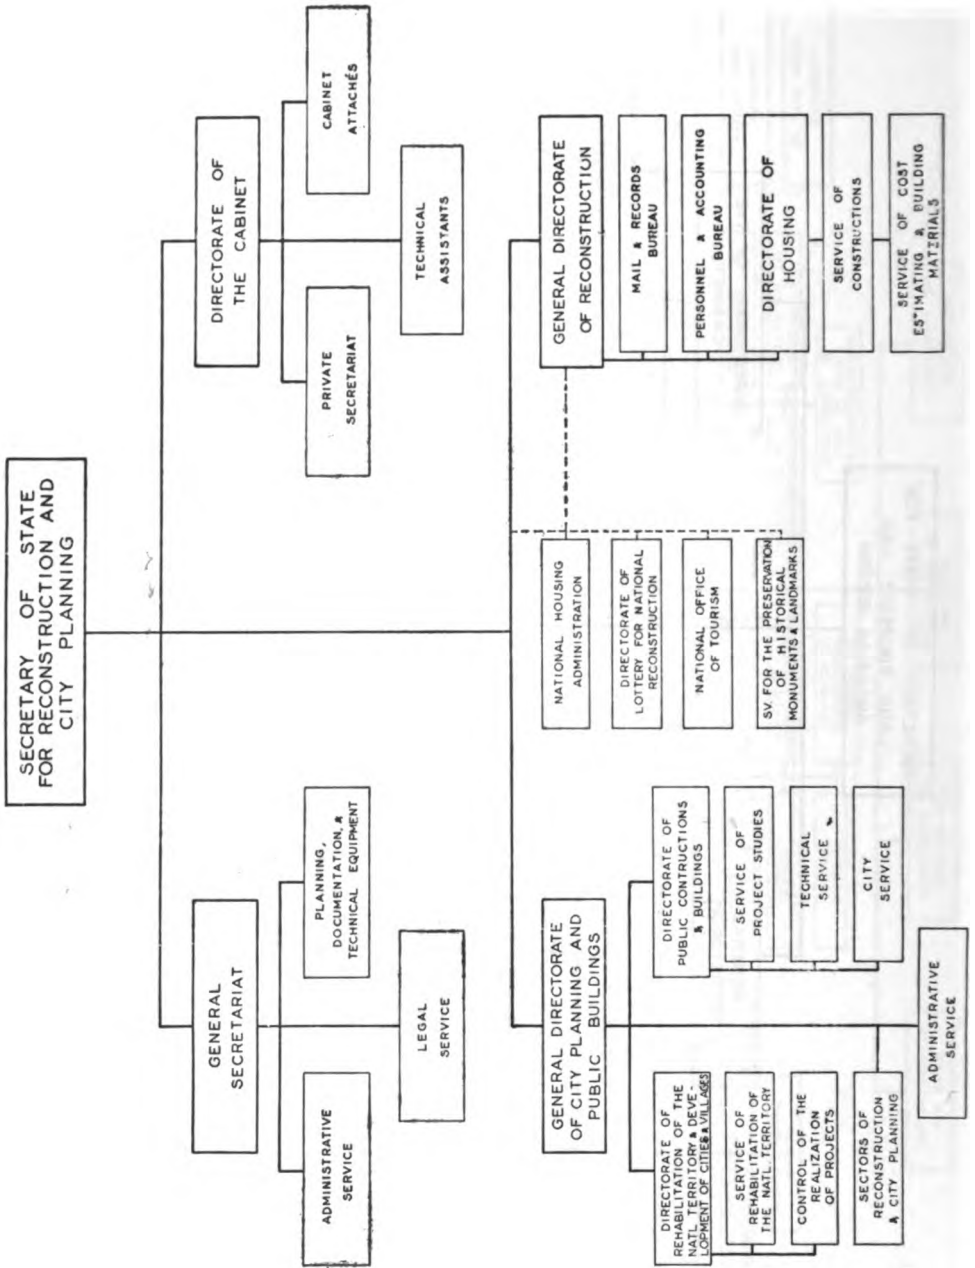 SECRETARY OF STATE
FOR RECONSTRUCTION AND
CITY PLANNING
GENERAL
SECRETARIAT
ADMINISTRATIVE
SERVICE
PLANNING,
DOCUMENTATION, &
TECHNICAL EQUIPMENT
LEGAL
SERVICE
DIRECTORATE OF
THE CABINET
PRIVATE
SECRETARIAT
CABINET
ATTACHÉS
TECHNICAL
ASSISTANTS
GENERAL DIRECTORATE
OF CITY PLANNING AND
PUBLIC BUILDINGS
DIRECTORATE OF
REHABILITATION OF THE
NATL. TERRITORY & DEVE-
LOPMENT OF CITIES & VILLAGES
SERVICE OF
REHABILITATION OF
THE NATL. TERRITORY
CONTROL OF THE
REALIZATION
OF PROJECTS
SECTORS OF
RECONSTRUCTION
& CITY PLANNING
DIRECTORATE OF
PUBLIC CONTRUCTIONS
& BUILDINGS
SERVICE OF
PROJECT STUDIES
TECHNICAL
SERVICE
CITY
SERVICE
ADMINISTRATIVE
SERVICE
NATIONAL HOUSING
ADMINISTRATION
DIRECTORATE OF
LOTTERY FOR NATIONAL
RECONSTRUCTION
NATIONAL OFFICE
OF TOURISM
SV. FOR THE PRESERVATION
OF HISTORICAL
MONUMENTS & LANDMARKS
GENERAL DIRECTORATE
OF RECONSTRUCTION
MAIL & RECORDS
BUREAU
PERSONNEL & ACCOUNTING
BUREAU
DIRECTORATE OF
HOUSING
SERVICE OF
CONSTRUCTIONS
SERVICE OF COST
ESTIMATING & BUILDING
MATERIALS